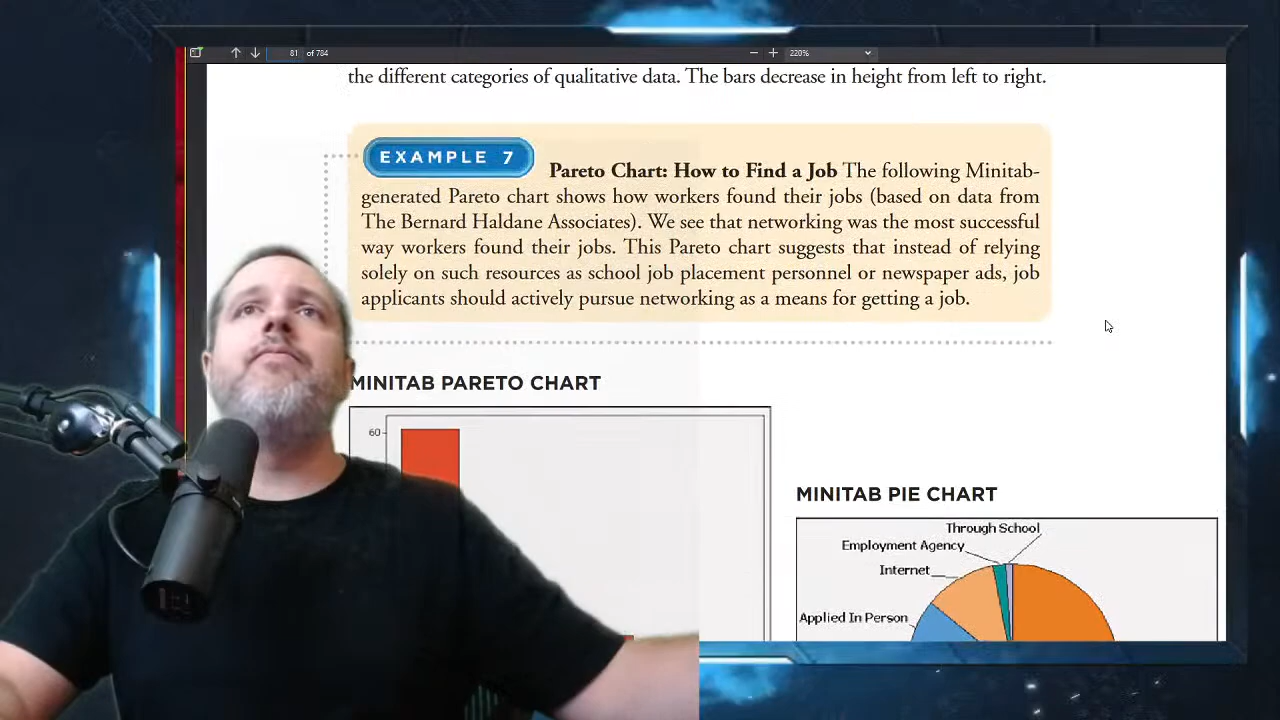 81 of 784
220%
the different categories of qualitative data. The bars decrease in height from left to right.
EXAMPLE 7 Pareto Chart: How to Find a Job The following Minitab-
generated Pareto chart shows how workers found their jobs (based on data from
The Bernard Haldane Associates). We see that networking was the most successful
way workers found their jobs. This Pareto chart suggests that instead of relying
solely on such resources as school job placement personnel or newspaper ads, job
applicants should actively pursue networking as a means for getting a job.
MINITAB PARETO CHART
60
MINITAB PIE CHART
Through School
Employment Agency
Internet
Applied In Person